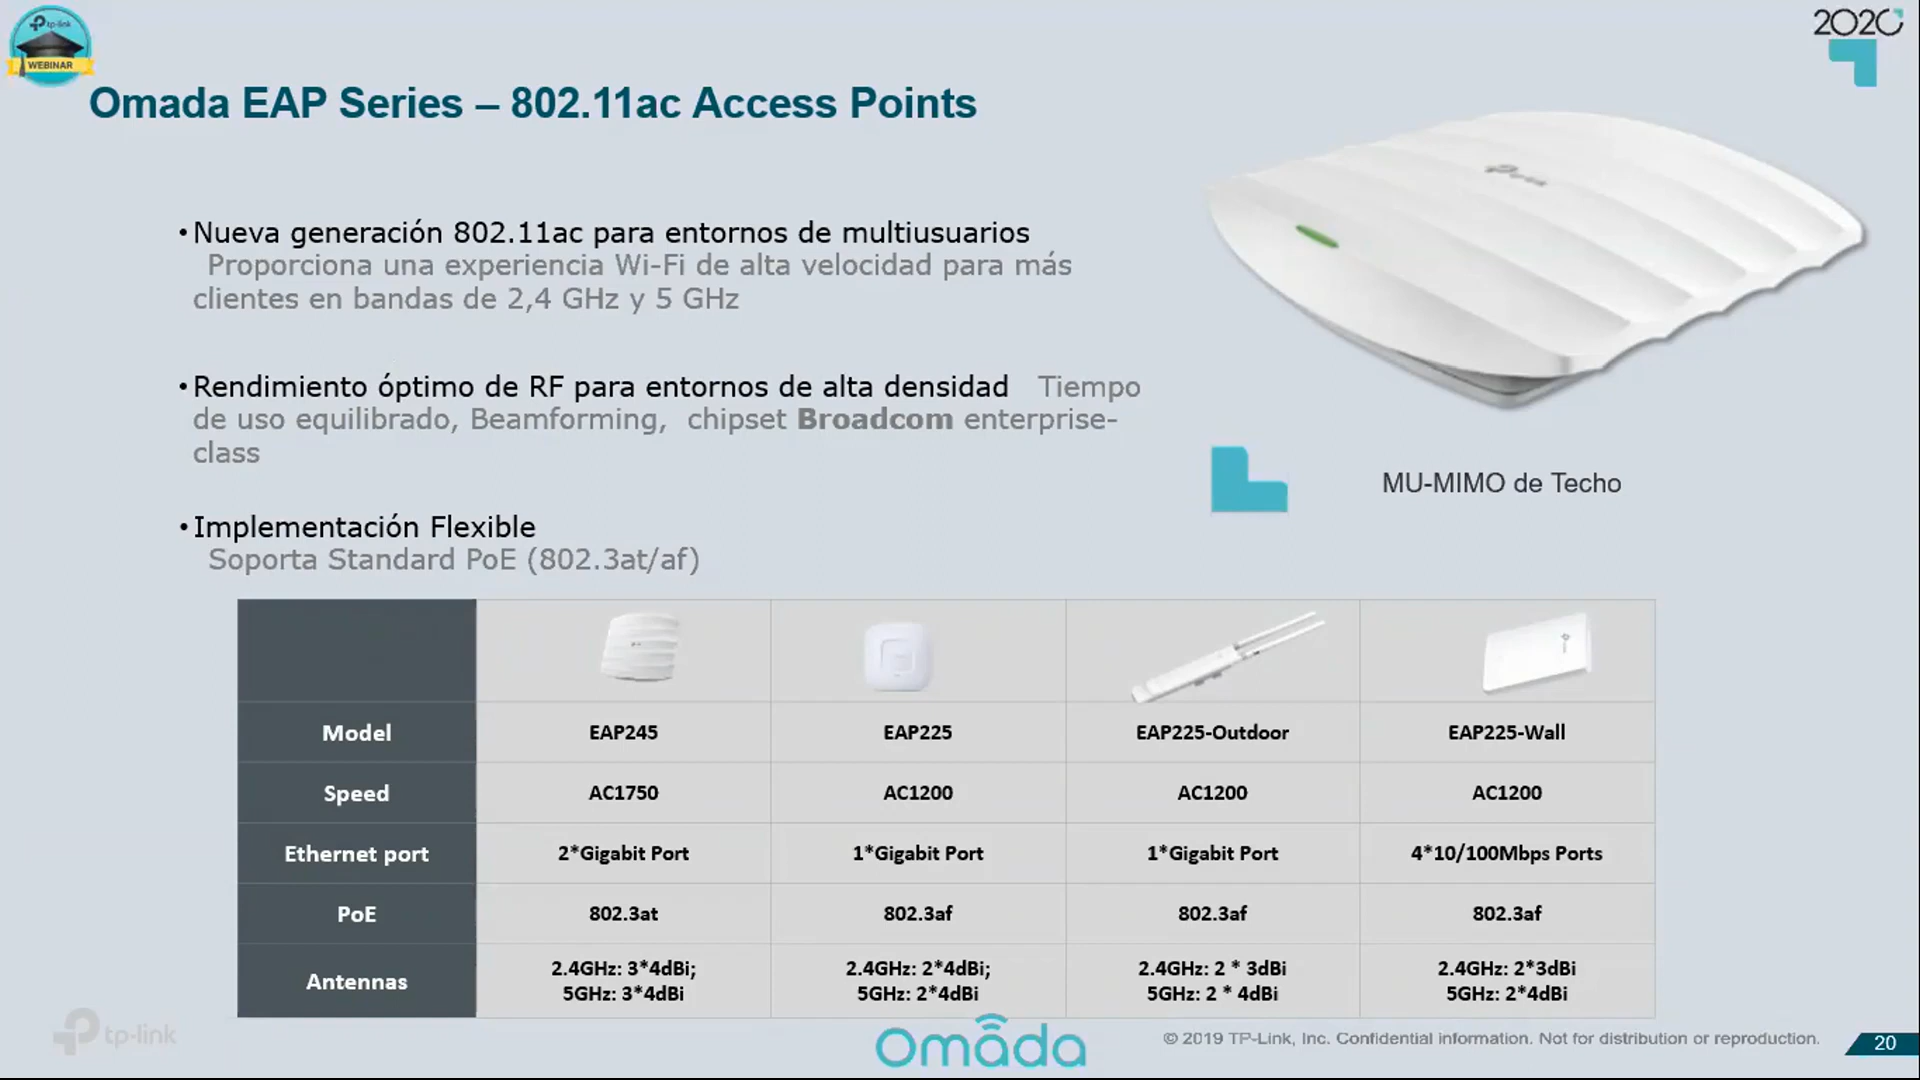 tp-link
WEBINAR
2020
Omada EAP Series – 802.11ac Access Points
•Nueva generación 802.11ac para entornos de multiusuarios
Proporciona una experiencia Wi-Fi de alta velocidad para más
clientes en bandas de 2,4 GHz y 5 GHz
•Rendimiento óptimo de RF para entornos de alta densidad Tiempo
de uso equilibrado, Beamforming, chipset Broadcom enterprise-
class
•Implementación Flexible
Soporta Standard PoE (802.3at/af)
tp-link
MU-MIMO de Techo
Model EAP245 EAP225 EAP225-Outdoor EAP225-Wall
Speed AC1750 AC1200 AC1200 AC1200
Ethernet port 2*Gigabit Port 1*Gigabit Port 1*Gigabit Port 4*10/100Mbps Ports
PoE 802.3at 802.3af 802.3af 802.3af
Antennas 2.4GHz: 3*4dBi; 2.4GHz: 2*4dBi; 2.4GHz: 2 * 3dBi 2.4GHz: 2*3dBi
5GHz: 3*4dBi 5GHz: 2*4dBi 5GHz: 2 * 4dBi 5GHz: 2*4dBi
tp-link
omada
© 2019 TP-Link, Inc. Confidential information. Not for distribution or reproduction.
20